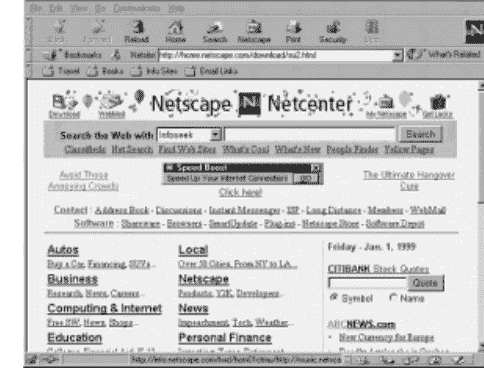 File Edit View Go Communicator Help
Back Forward Reload Home Search Netscape Print Security Stop
Bookmarks Netsite: http://home.netscape.com/download/su2.html What's Related
Travel Books Info Sites Email Links
Netscape N Netcenter
Download WebMail My Netscape Get Lucky
Search the Web with Infoseek Search
Classifieds Hot Search Find Web Sites What's Cool What's New People Finder Yellow Pages
Avoid Those Annoying Crowds
Speed Boost
Speed Up Your Internet Connection! GO
Click here!
The Ultimate Hangover Cure
Contact : Address Book · Discussions · Instant Messenger · ISP · Long Distance · Members · WebMail
Software : Shareware · Browsers · SmartUpdate · Plug-ins · Netscape Store · Software Depot
Autos
Buy a Car, Financing, SUVs...
Business
Research, News, Careers...
Computing & Internet
Free SW, News, Shops...
Education
Local
Over 50 Cities, From NY to LA...
Netscape
Products, Y2K, Developers...
News
Impeachment, Tech, Weather...
Personal Finance
Friday - Jan. 1, 1999
CITIBANK Stock Quotes
Quote
Symbol Name
ABCNEWS.com
New Currency for Europe